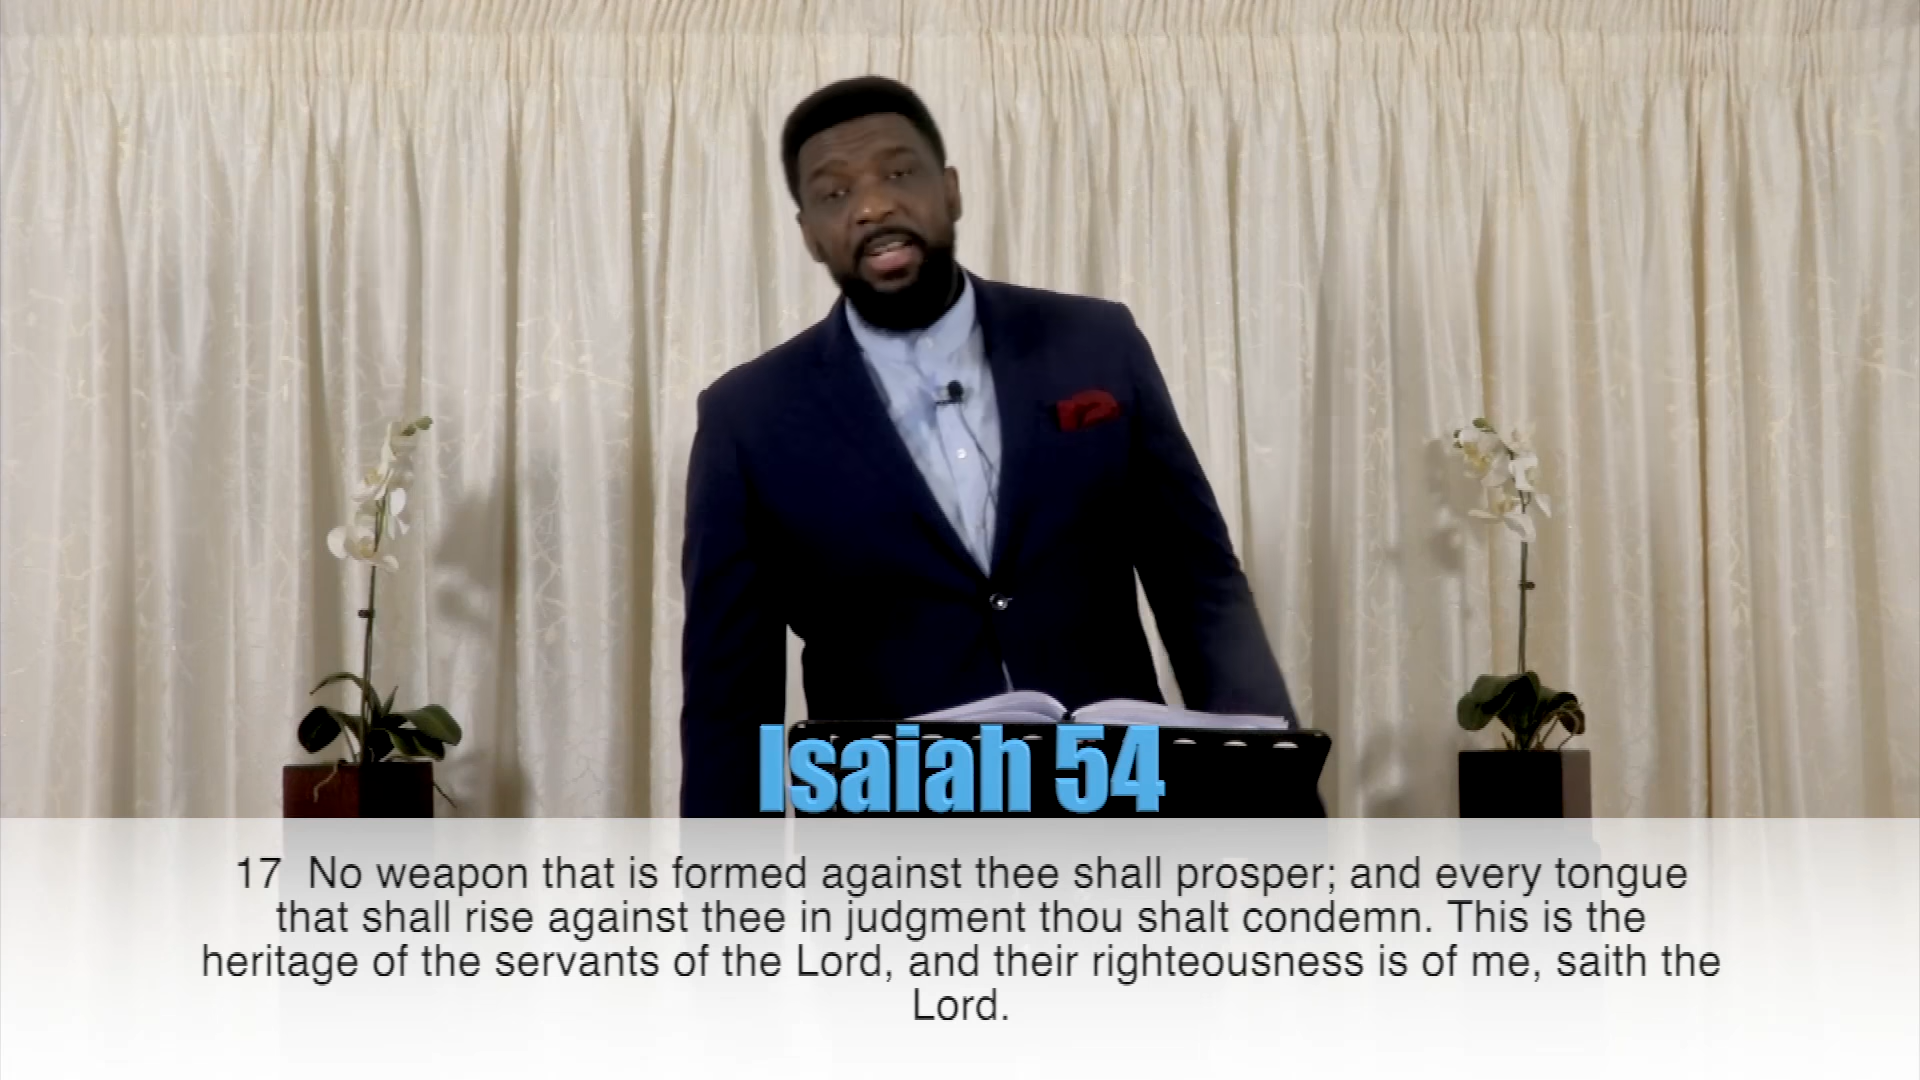 Isaiah 54
17 No weapon that is formed against thee shall prosper; and every tongue
that shall rise against thee in judgment thou shalt condemn. This is the
heritage of the servants of the Lord, and their righteousness is of me, saith the
Lord.